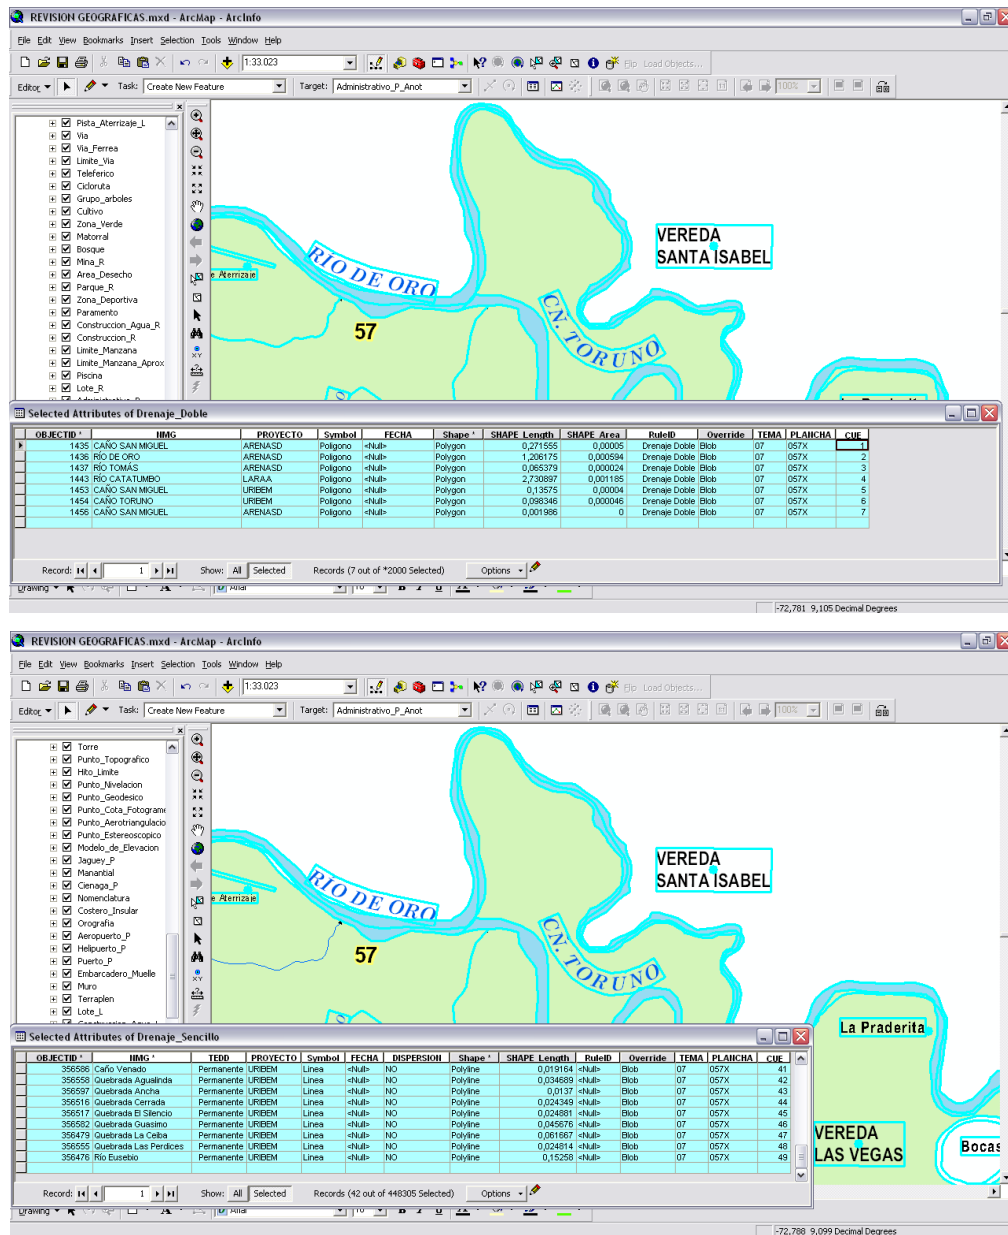 REVISION GEOGRAFICAS.mxd - ArcMap - ArcInfo
File Edit View Bookmarks Insert Selection Tools Window Help
1:33.023
Flip Load Objects...
Editor Task: Create New Feature Target: Administrativo_P_Anot 100%
Pista_Aterrizaje_L
Via
Via_Ferrea
Limite_Via
Teleferico
Cicloruta
Grupo_arboles
Cultivo
Zona_Verde
Matorral
Bosque
Mina_R
Area_Desecho
Parque_R
Zona_Deportiva
Paramento
Construccion_Agua_R
Construccion_R
Limite_Manzana
Limite_Manzana_Aprox
Piscina
Lote_R
VEREDA
SANTA ISABEL
RIO DE ORO
e Aterrizaje
CN. TORUNO
57
Selected Attributes of Drenaje_Doble
OBJECTID * NMG PROYECTO Symbol FECHA Shape * SHAPE_Length SHAPE_Area RuleID Override TEMA PLANCHA CUE
1435 CAÑO SAN MIGUEL ARENASD Poligono <Null> Polygon 0,271555 0,00005 Drenaje Doble Blob 07 057X 1
1436 RÍO DE ORO ARENASD Poligono <Null> Polygon 1,206175 0,000594 Drenaje Doble Blob 07 057X 2
1437 RÍO TOMÁS ARENASD Poligono <Null> Polygon 0,065379 0,000024 Drenaje Doble Blob 07 057X 3
1443 RÍO CATATUMBO LARAA Poligono <Null> Polygon 2,730897 0,001185 Drenaje Doble Blob 07 057X 4
1453 CAÑO SAN MIGUEL URIBEM Poligono <Null> Polygon 0,13575 0,00004 Drenaje Doble Blob 07 057X 5
1454 CAÑO TORUNO URIBEM Poligono <Null> Polygon 0,098346 0,000046 Drenaje Doble Blob 07 057X 6
1456 CAÑO SAN MIGUEL ARENASD Poligono <Null> Polygon 0,001986 0 Drenaje Doble Blob 07 057X 7
Record: 1 Show: All Selected Records (7 out of *2000 Selected) Options
Drawing Arial 10 B I U A
-72,781 9,105 Decimal Degrees
REVISION GEOGRAFICAS.mxd - ArcMap - ArcInfo
File Edit View Bookmarks Insert Selection Tools Window Help
1:33.023
Flip Load Objects...
Editor Task: Create New Feature Target: Administrativo_P_Anot 100%
Torre
Punto_Topografico
Hito_Limite
Punto_Nivelacion
Punto_Geodesico
Punto_Cota_Fotograme
Punto_Aerotriangulacio
Punto_Estereoscopico
Modelo_de_Elevacion
Jaguey_P
Manantial
Cienaga_P
Nomenclatura
Costero_Insular
Orografia
Aeropuerto_P
Helipuerto_P
Puerto_P
Embarcadero_Muelle
Muro
Terraplen
Lote_L
VEREDA
SANTA ISABEL
RIO DE ORO
e Aterrizaje
CN. TORUNO
57
La Praderita
VEREDA
LAS VEGAS
Bocas
Selected Attributes of Drenaje_Sencillo
OBJECTID * NMG * TEDD PROYECTO Symbol FECHA DISPERSION Shape * SHAPE_Length RuleID Override TEMA PLANCHA CUE
356586 Caño Venado Permanente URIBEM Linea <Null> NO Polyline 0,019164 <Null> Blob 07 057X 41
356558 Quebrada Agualinda Permanente URIBEM Linea <Null> NO Polyline 0,034689 <Null> Blob 07 057X 42
356597 Quebrada Ancha Permanente URIBEM Linea <Null> NO Polyline 0,0137 <Null> Blob 07 057X 43
356516 Quebrada Cerrada Permanente URIBEM Linea <Null> NO Polyline 0,024349 <Null> Blob 07 057X 44
356517 Quebrada El Silencio Permanente URIBEM Linea <Null> NO Polyline 0,024881 <Null> Blob 07 057X 45
356582 Quebrada Guasimo Permanente URIBEM Linea <Null> NO Polyline 0,045676 <Null> Blob 07 057X 46
356479 Quebrada La Ceiba Permanente URIBEM Linea <Null> NO Polyline 0,061667 <Null> Blob 07 057X 47
356555 Quebrada Las Perdices Permanente URIBEM Linea <Null> NO Polyline 0,024814 <Null> Blob 07 057X 48
356476 Río Eusebio Permanente URIBEM Linea <Null> NO Polyline 0,15258 <Null> Blob 07 057X 49
Record: 1 Show: All Selected Records (42 out of 448305 Selected) Options
Drawing Arial 10 B I U A
-72,788 9,099 Decimal Degrees